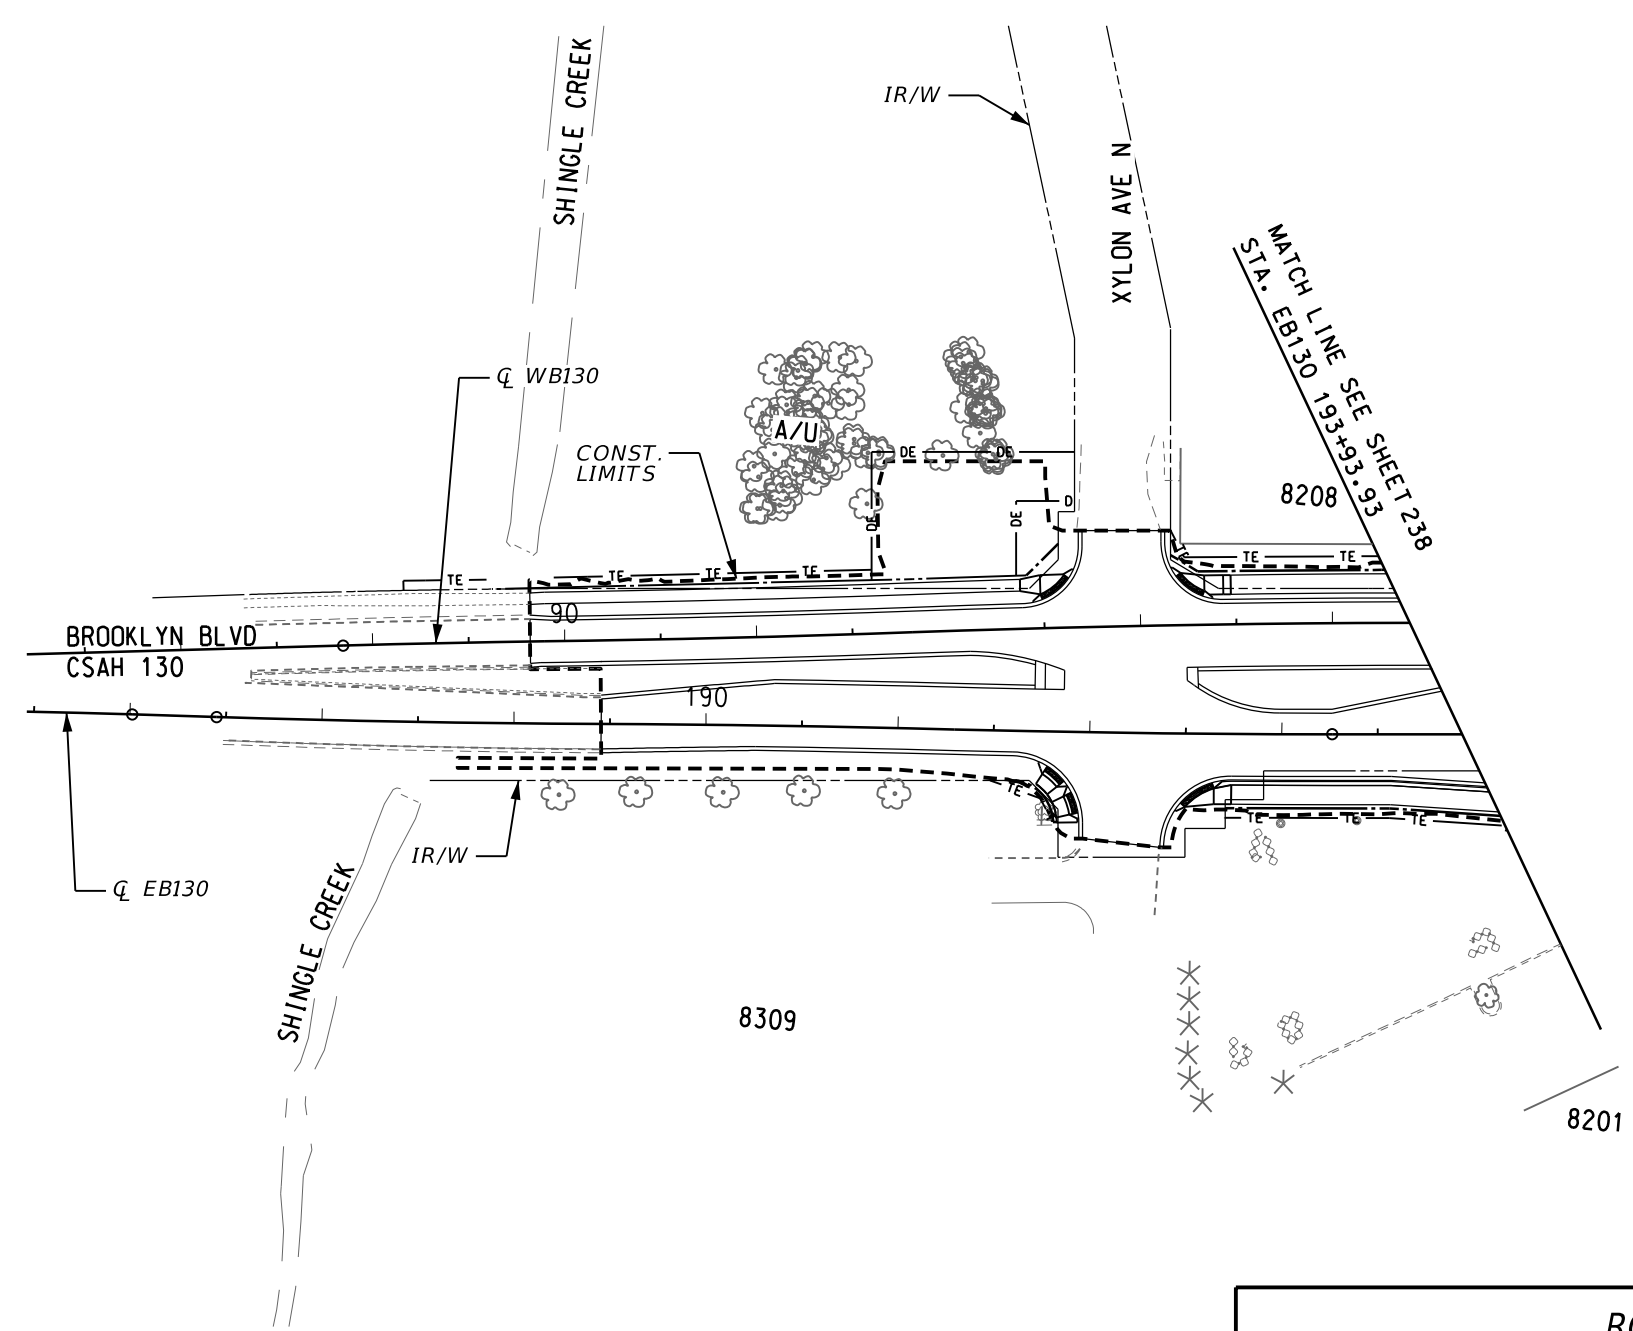 SHINGLE CREEK
IR/W
XYLON AVE N
MATCH LINE SEE SHEET 238
STA. EB130 193+93.93
℄ WB130
A/U
CONST.
LIMITS
DE
DE
DE
DE
D
8208
TE
TE
TE
TE
TE
TE
TE
90
BROOKLYN BLVD
CSAH 130
190
TE
TE
TE
TE
IR/W
℄ EB130
SHINGLE CREEK
8309
8201